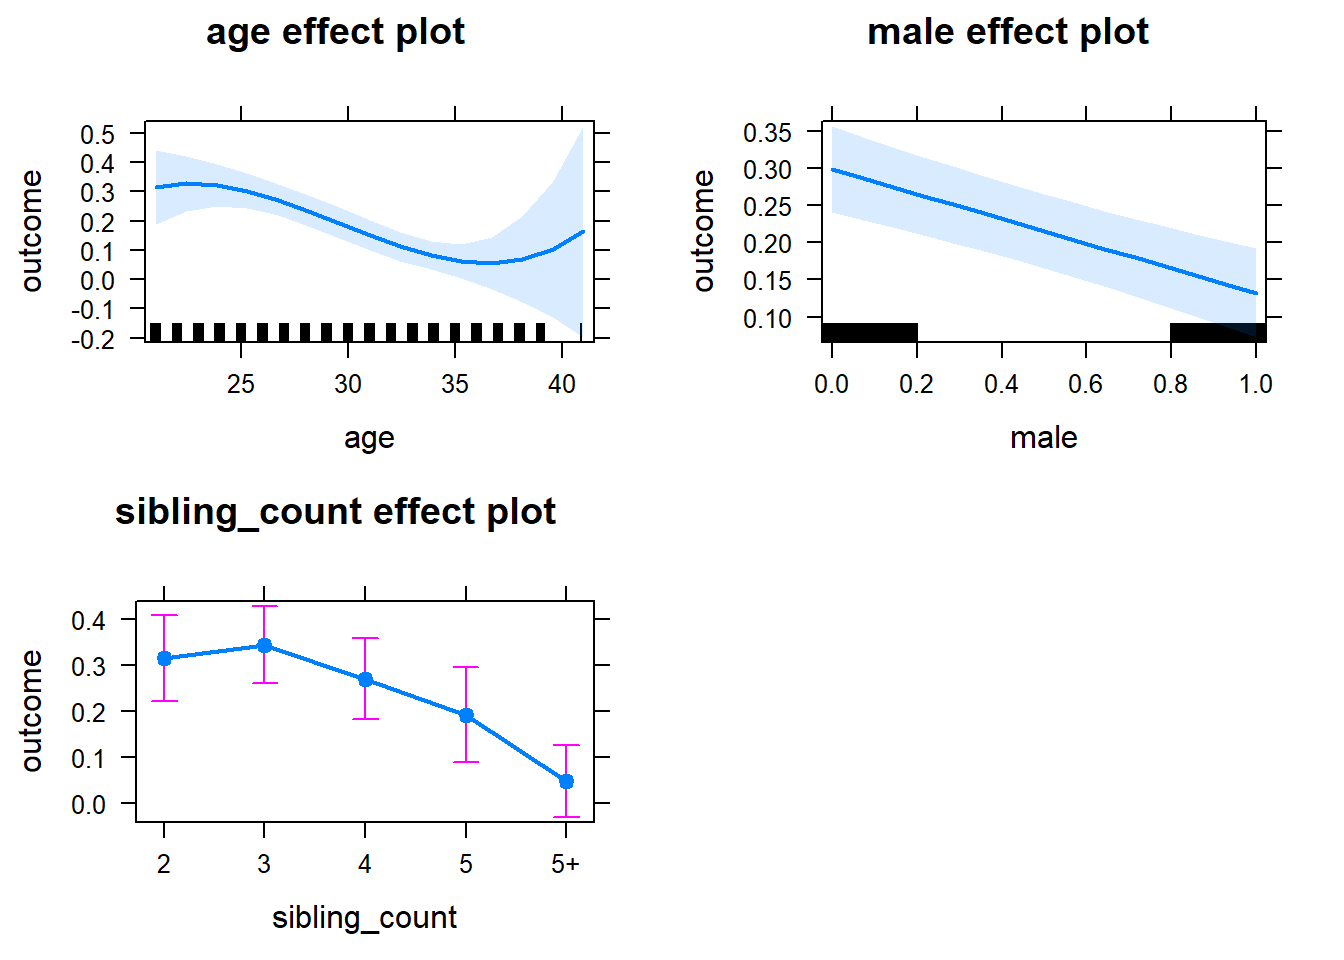 age effect plot
outcome
0.5
0.4
0.3
0.2
0.1
0.0
-0.1
-0.2
25 30 35 40
age
male effect plot
outcome
0.35
0.30
0.25
0.20
0.15
0.10
0.0 0.2 0.4 0.6 0.8 1.0
male
sibling_count effect plot
outcome
0.4
0.3
0.2
0.1
0.0
2 3 4 5 5+
sibling_count